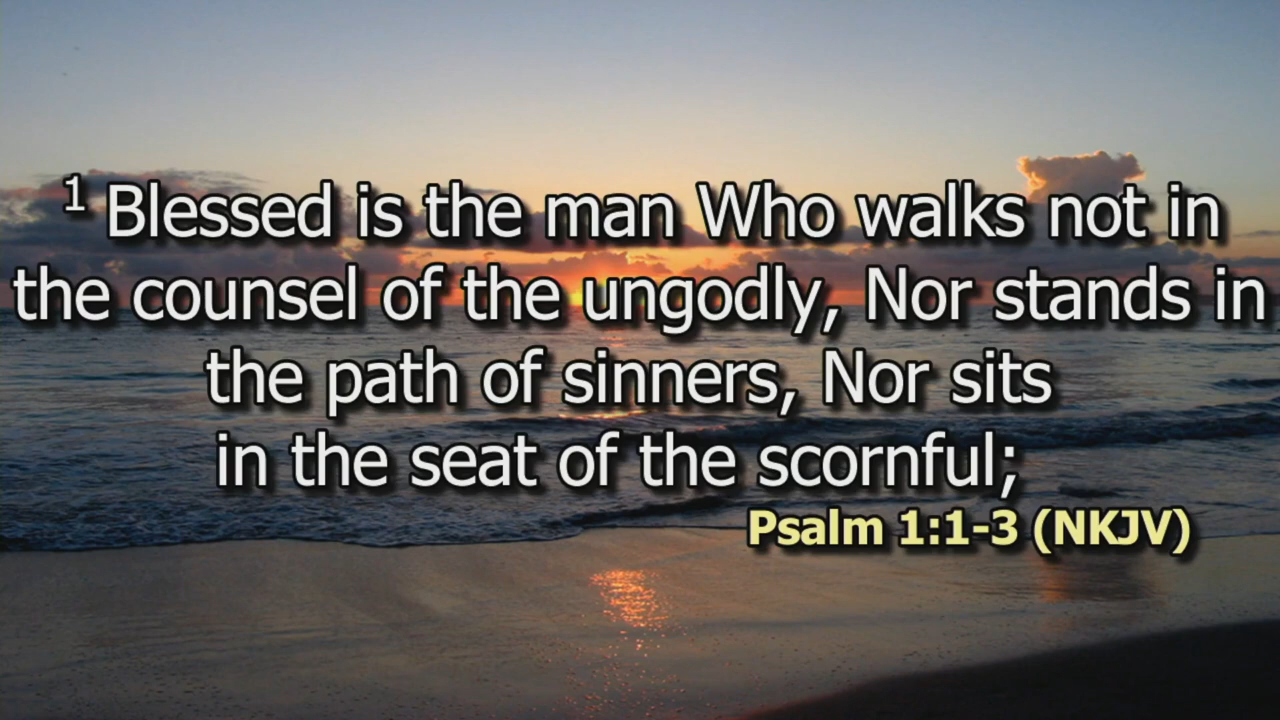 1 Blessed is the man Who walks not in
the counsel of the ungodly, Nor stands in
the path of sinners, Nor sits
in the seat of the scornful;
Psalm 1:1-3 (NKJV)